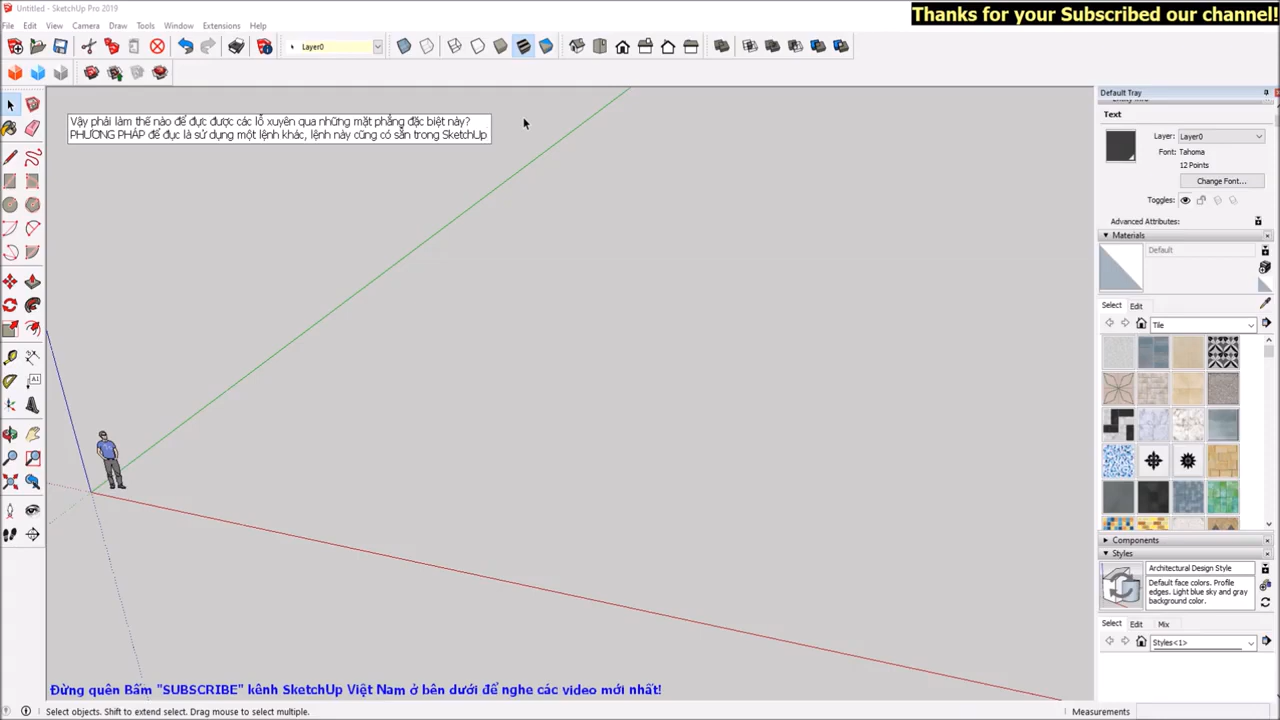 Untitled - SketchUp Pro 2019
Thanks for your Subscribed our channel!
File Edit View Camera Draw Tools Window Extensions Help
Layer0
Default Tray
Entity Info
Vậy phải làm thế nào để đực được các lỗ xuyên qua những mặt phẳng đặc biệt này?
PHƯƠNG PHÁP để đục là sử dụng một lệnh khác, lệnh này cũng có sẵn trong SketchUp
Text
Layer: Layer0
Font: Tahoma
12 Points
Change Font...
Toggles:
Advanced Attributes:
Materials
Default
Select Edit
Tile
Components
Styles
Architectural Design Style
Default face colors. Profile
edges. Light blue sky and gray
background color.
Select Edit Mix
Styles<1>
Đừng quên Bấm "SUBSCRIBE" kênh SketchUp Việt Nam ở bên dưới để nghe các video mới nhất!
Select objects. Shift to extend select. Drag mouse to select multiple.
Measurements